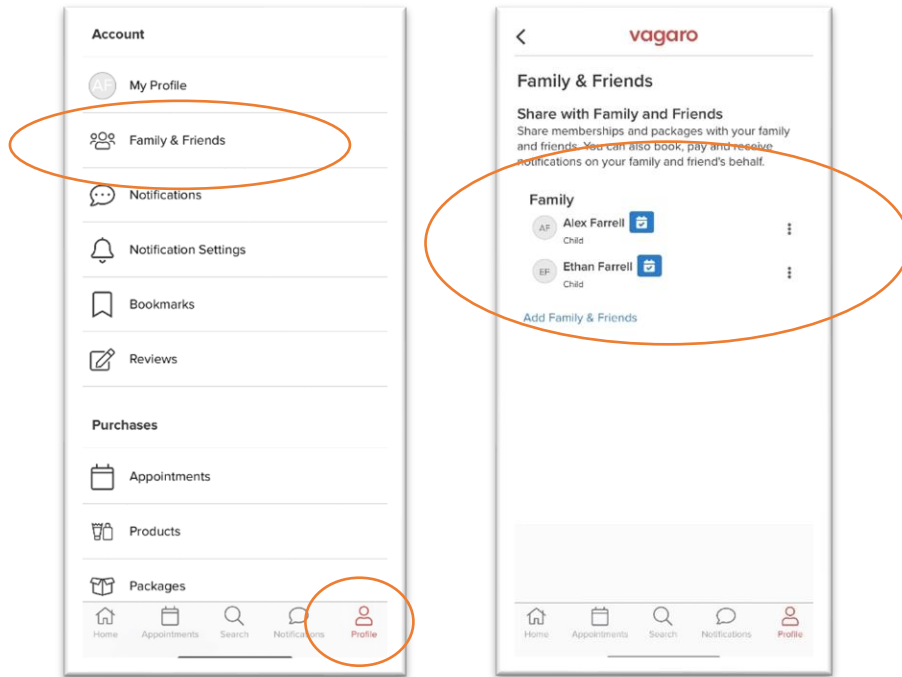 Account
AF
My Profile
Family & Friends
Notifications
Notification Settings
Bookmarks
Reviews
Purchases
Appointments
Products
Packages
Home
Appointments
Search
Notifications
Profile
vagaro
Family & Friends
Share with Family and Friends
Share memberships and packages with your family
and friends. You can also book, pay and receive
notifications on your family and friend's behalf.
Family
AF
Alex Farrell
Child
EF
Ethan Farrell
Child
Add Family & Friends
Home
Appointments
Search
Notifications
Profile